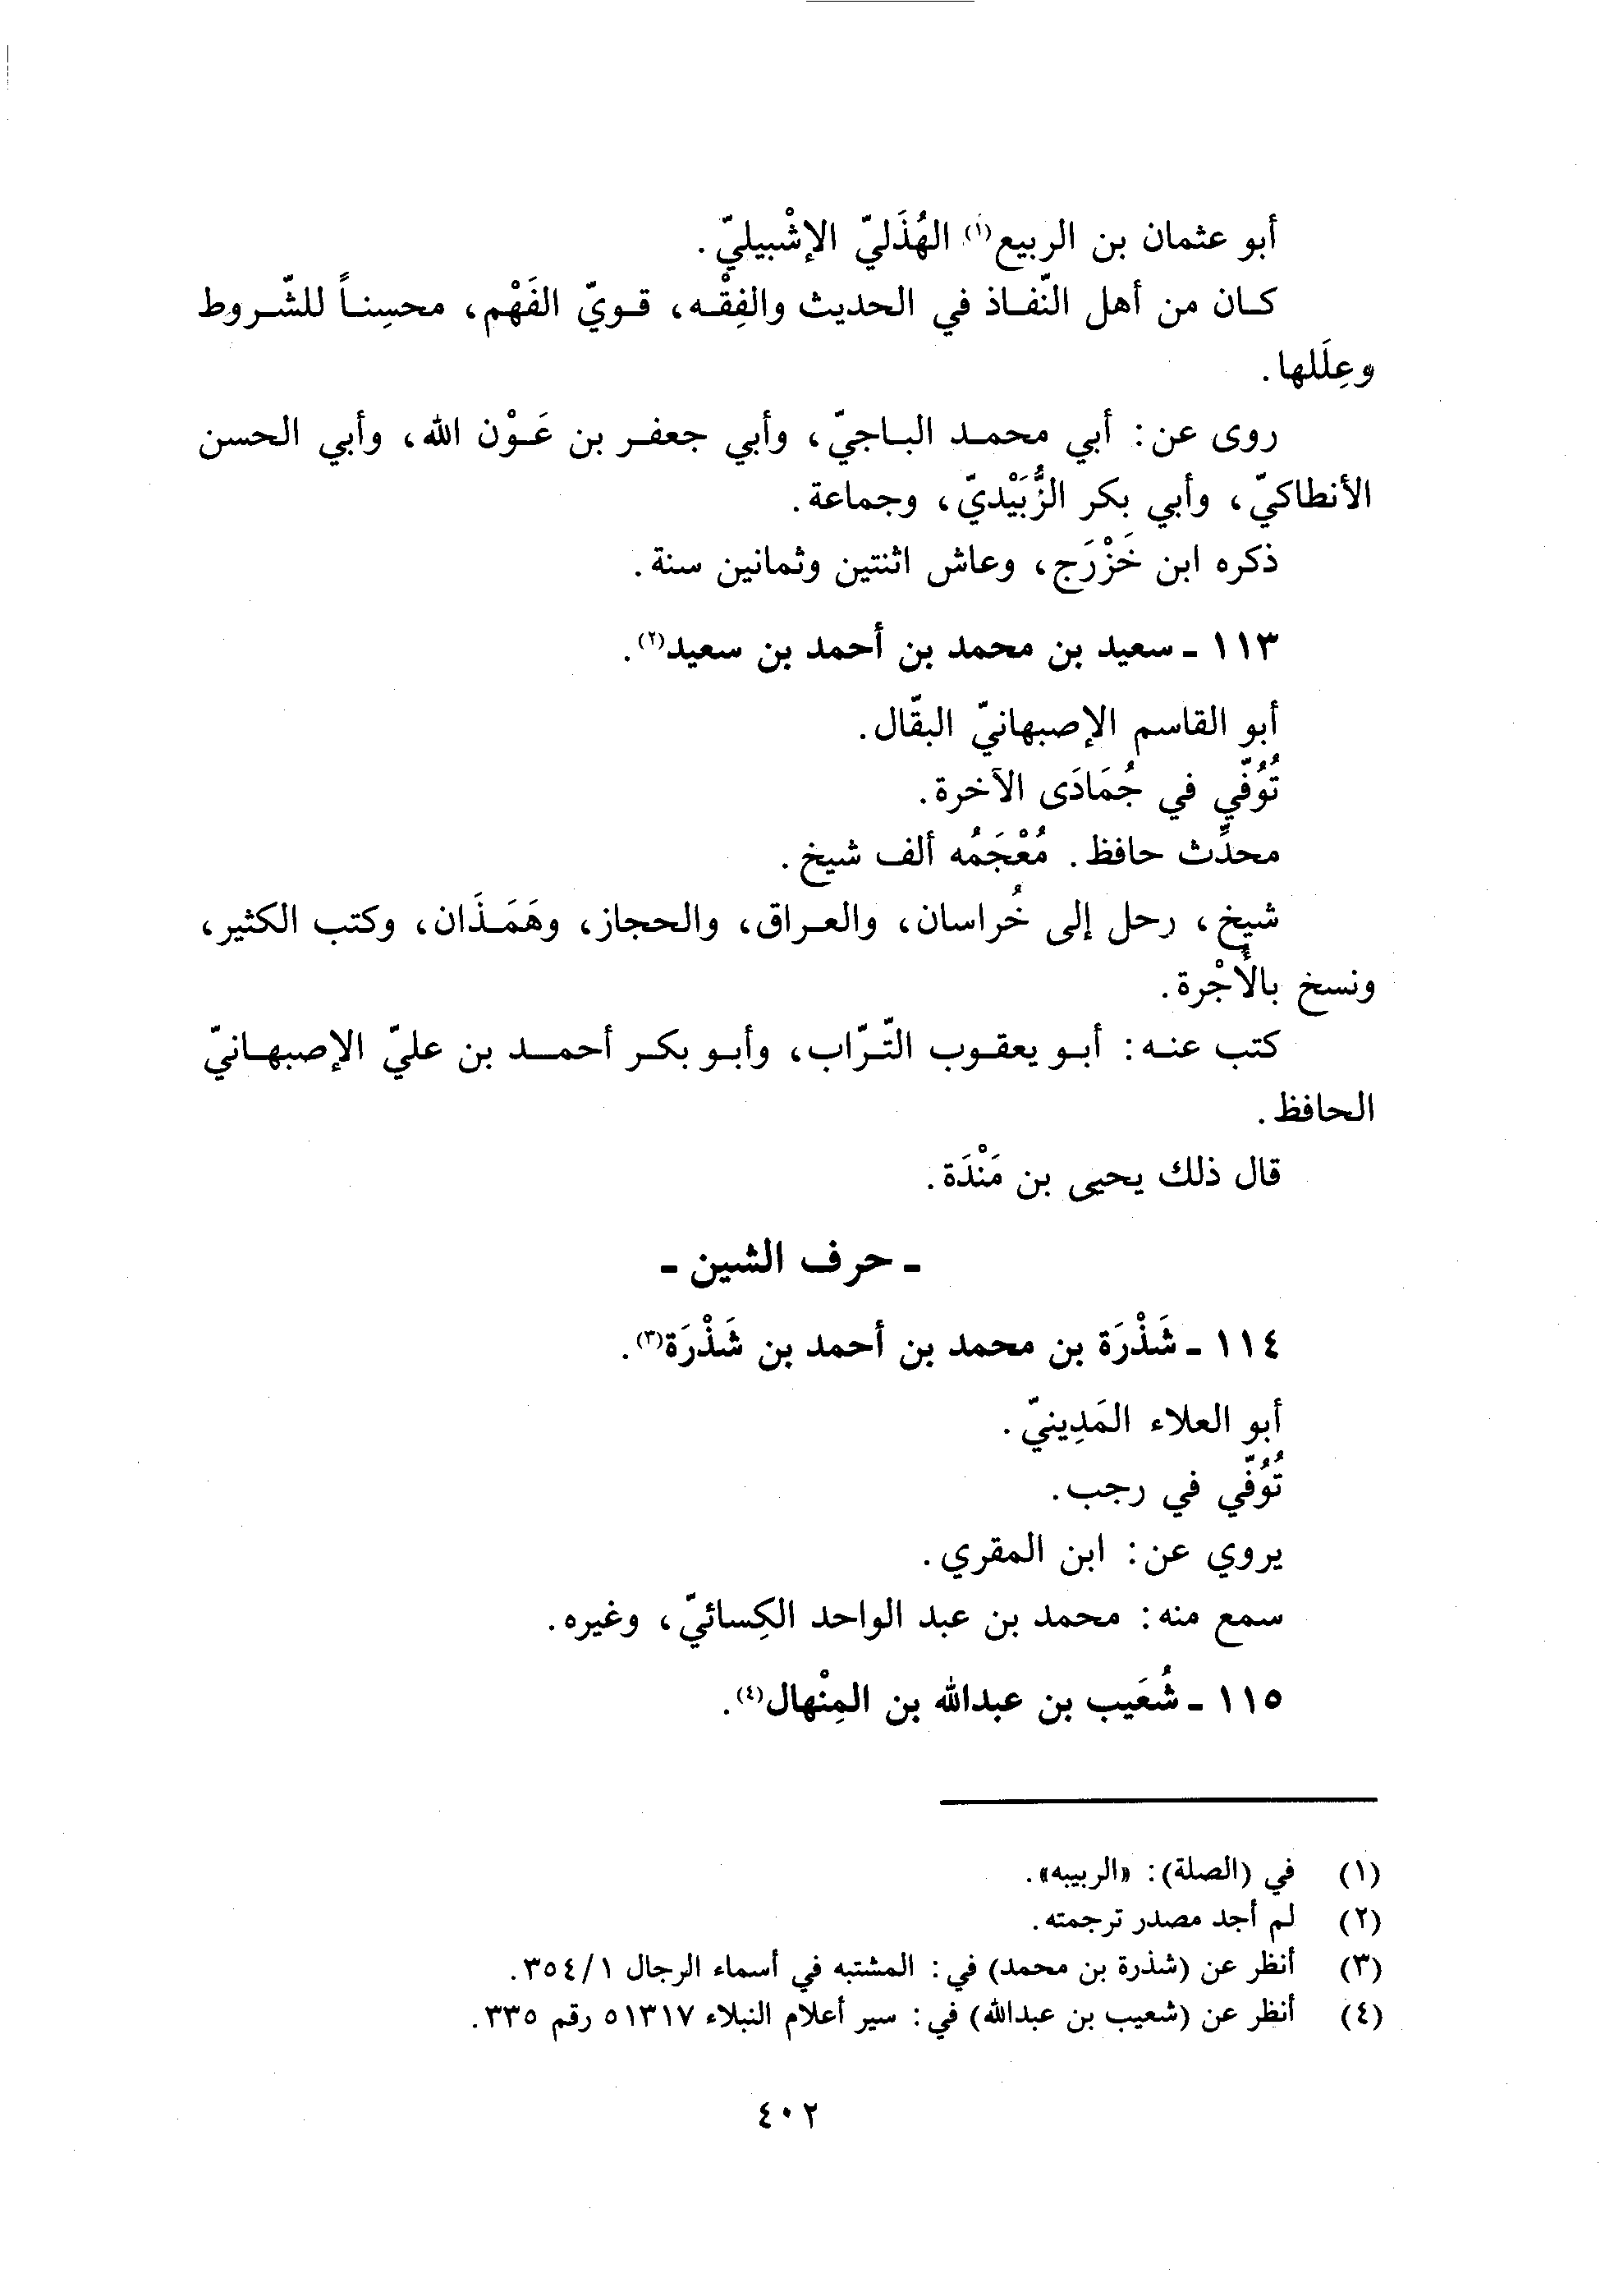 أبو عثمان بن الربيع(١) الهُذَليّ الإشْبيليّ.
كان من أهل النّفاذ في الحديث والفِقْه، قويّ الفَهْم، محسِناً للشّروط
وعِلَلها.
روى عن: أبي محمد الباجيّ، وأبي جعفر بن عَوْن الله، وأبي الحسن
الأنطاكيّ، وأبي بكر الزُّبَيْديّ، وجماعة.
ذكره ابن خَزْرَج، وعاش اثنتين وثمانين سنة.
١١٣ ـ سعيد بن محمد بن أحمد بن سعيد(٢).
أبو القاسم الإصبهانيّ البقّال.
تُوُفّي في جُمَادَى الآخرة.
محدِّث حافظ. مُعْجَمُه ألف شيخ.
شيخ، رحل إلى خُراسان، والعراق، والحجاز، وهَمَذَان، وكتب الكثير،
ونسخ بالأُجْرة.
كتب عنه: أبو يعقوب التّرّاب، وأبو بكر أحمد بن عليّ الإصبهانيّ
الحافظ.
قال ذلك يحيى بن مَنْدَة.
ـ حرف الشين ـ
١١٤ ـ شَذْرَة بن محمد بن أحمد بن شَذْرَة(٣).
أبو العلاء المَدِينيّ.
تُوُفّي في رجب.
يروي عن: ابن المقري.
سمع منه: محمد بن عبد الواحد الكِسائيّ، وغيره.
١١٥ ـ شُعَيب بن عبدالله بن المِنْهال(٤).
(١) في (الصلة): «الربيبه».
(٢) لم أجد مصدر ترجمته.
(٣) أنظر عن (شذرة بن محمد) في: المشتبه في أسماء الرجال ٣٥٤/١.
(٤) أنظر عن (شعيب بن عبدالله) في: سير أعلام النبلاء ٥١٣١٧ رقم ٣٣٥.
٤٠٢